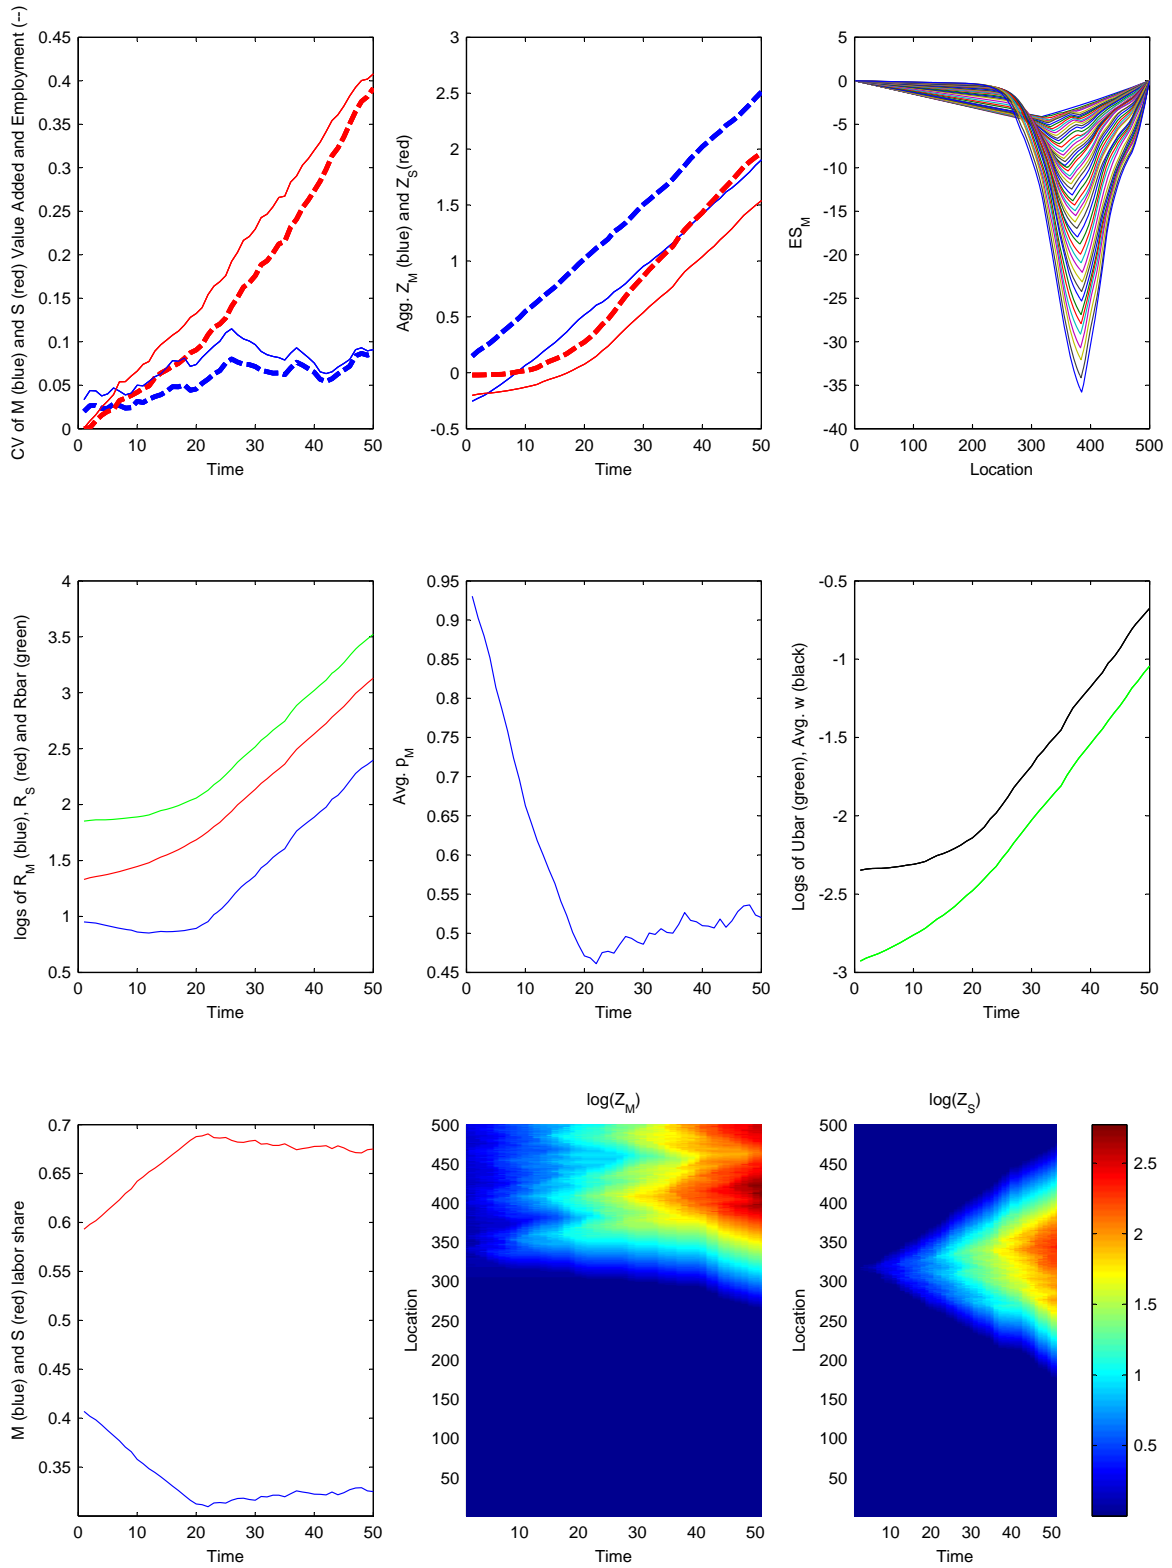 CV of M (blue) and S (red) Value Added and Employment (--)
0.45
0.4
0.35
0.3
0.25
0.2
0.15
0.1
0.05
0
0 10 20 30 40 50
Time
Agg. Z_M (blue) and Z_S(red)
3
2.5
2
1.5
1
0.5
0
-0.5
0 10 20 30 40 50
Time
ES_M
5
0
-5
-10
-15
-20
-25
-30
-35
-40
0 100 200 300 400 500
Location
logs of R_M (blue), R_S (red) and Rbar (green)
4
3.5
3
2.5
2
1.5
1
0.5
0 10 20 30 40 50
Time
Avg. p_M
0.95
0.9
0.85
0.8
0.75
0.7
0.65
0.6
0.55
0.5
0.45
0 10 20 30 40 50
Time
Logs of Ubar (green), Avg. w (black)
-0.5
-1
-1.5
-2
-2.5
-3
0 10 20 30 40 50
Time
M (blue) and S (red) labor share
0.7
0.65
0.6
0.55
0.5
0.45
0.4
0.35
0 10 20 30 40 50
Time
log(Z_M)
Location
500
450
400
350
300
250
200
150
100
50
10 20 30 40 50
Time
log(Z_S)
Location
500
450
400
350
300
250
200
150
100
50
10 20 30 40 50
Time
2.5
2
1.5
1
0.5